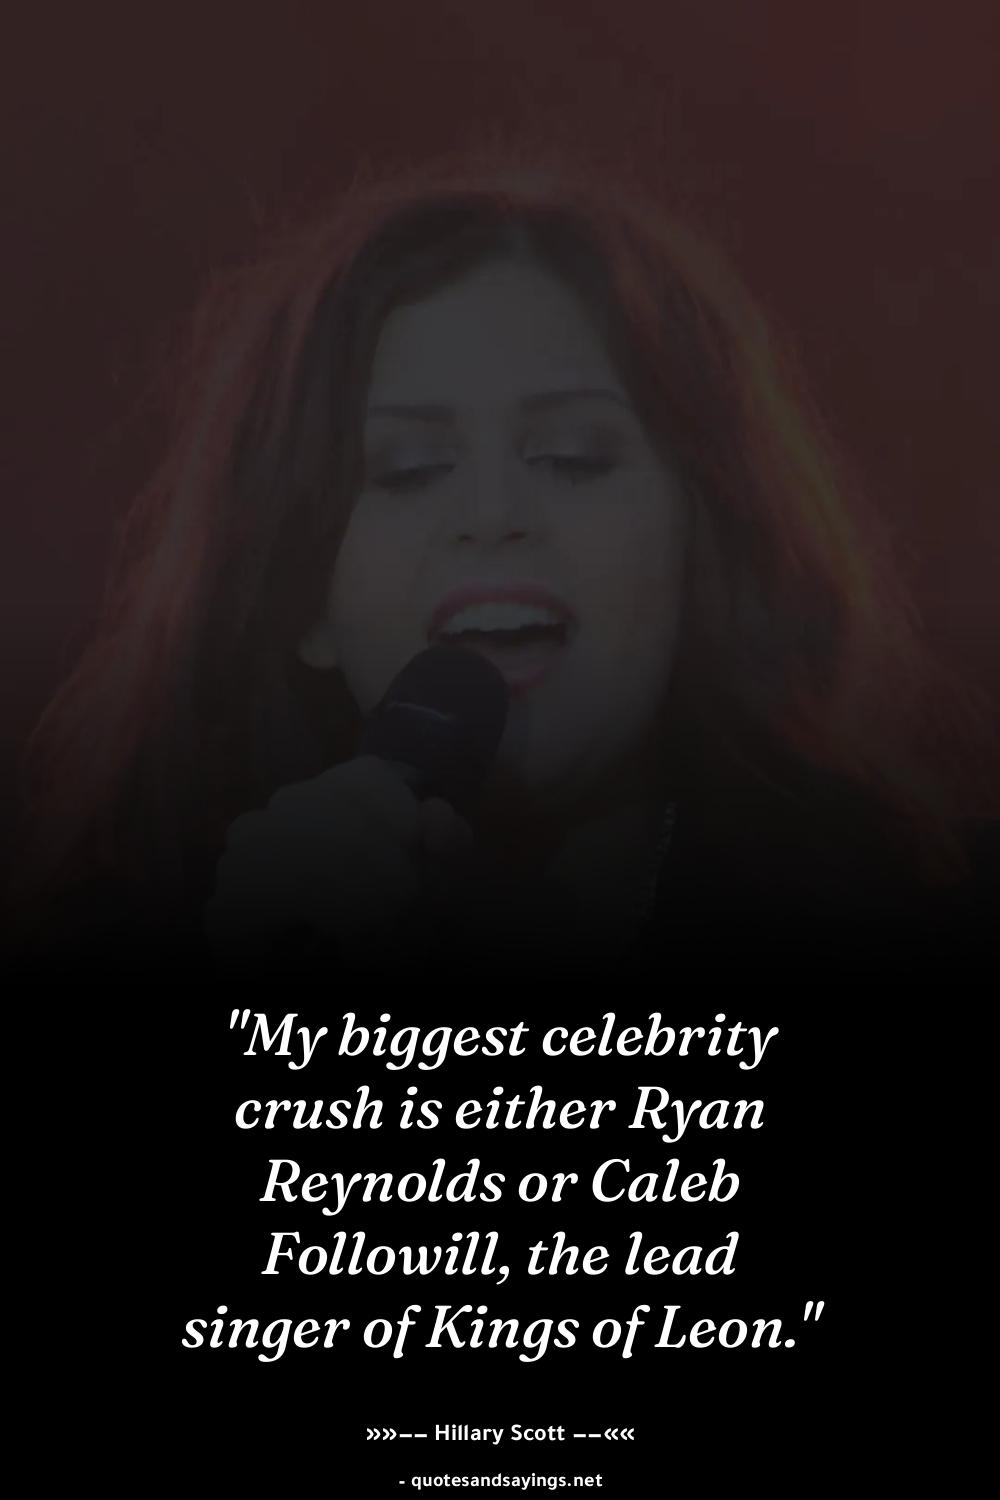 "My biggest celebrity
crush is either Ryan
Reynolds or Caleb
Followill, the lead
singer of Kings of Leon."
»»–– Hillary Scott ––««
- quotesandsayings.net